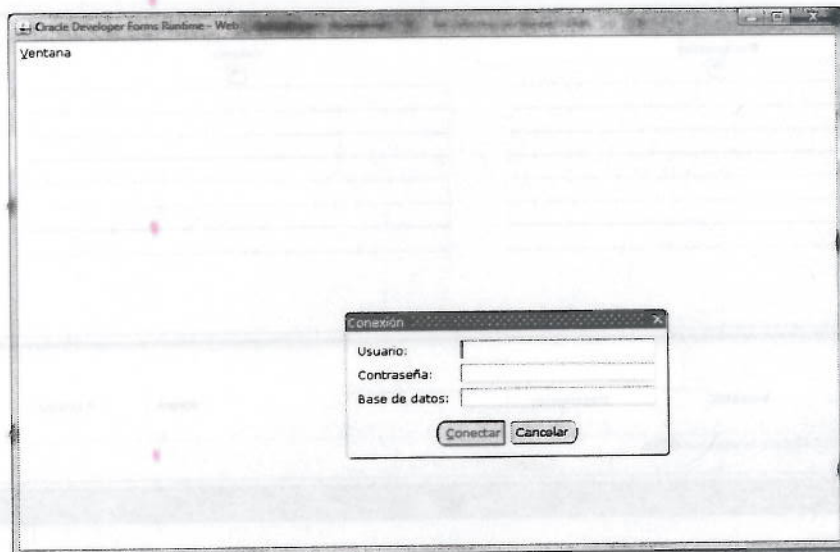 Oracle Developer Forms Runtime - Web
Ventana
Conexión
Usuario:
Contraseña:
Base de datos:
Conectar Cancelar